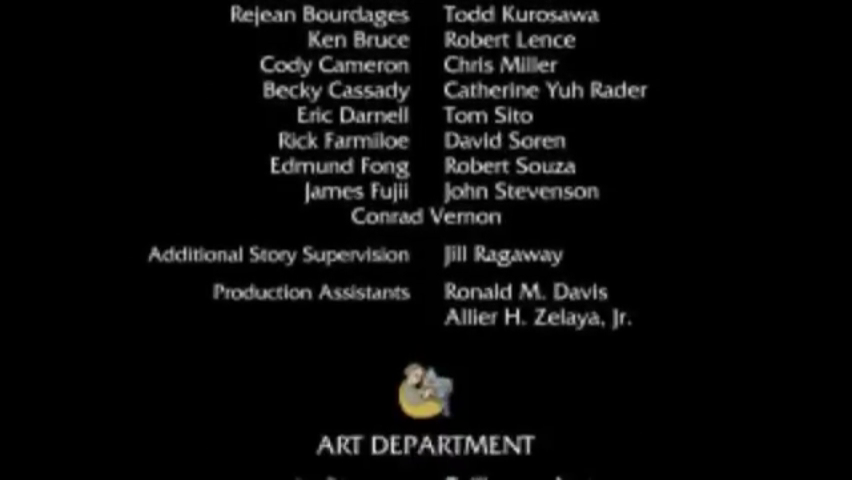 Rejean Bourdages Todd Kurosawa
Ken Bruce Robert Lence
Cody Cameron Chris Miller
Becky Cassady Catherine Yuh Rader
Eric Darnell Tom Sito
Rick Farmiloe David Soren
Edmund Fong Robert Souza
James Fujii John Stevenson
Conrad Vernon
Additional Story Supervision Jill Ragaway
Production Assistants Ronald M. Davis
Allier H. Zelaya, Jr.
ART DEPARTMENT